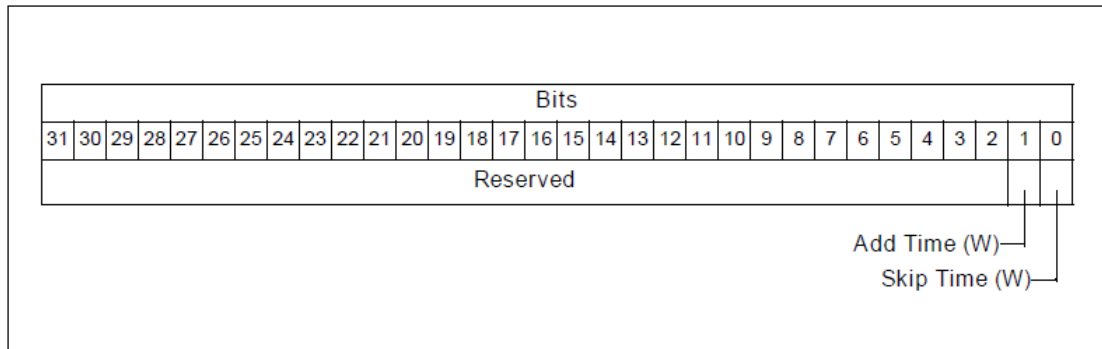 Bits
31 30 29 28 27 26 25 24 23 22 21 20 19 18 17 16 15 14 13 12 11 10 9 8 7 6 5 4 3 2 1 0
Reserved
Add Time (W)
Skip Time (W)